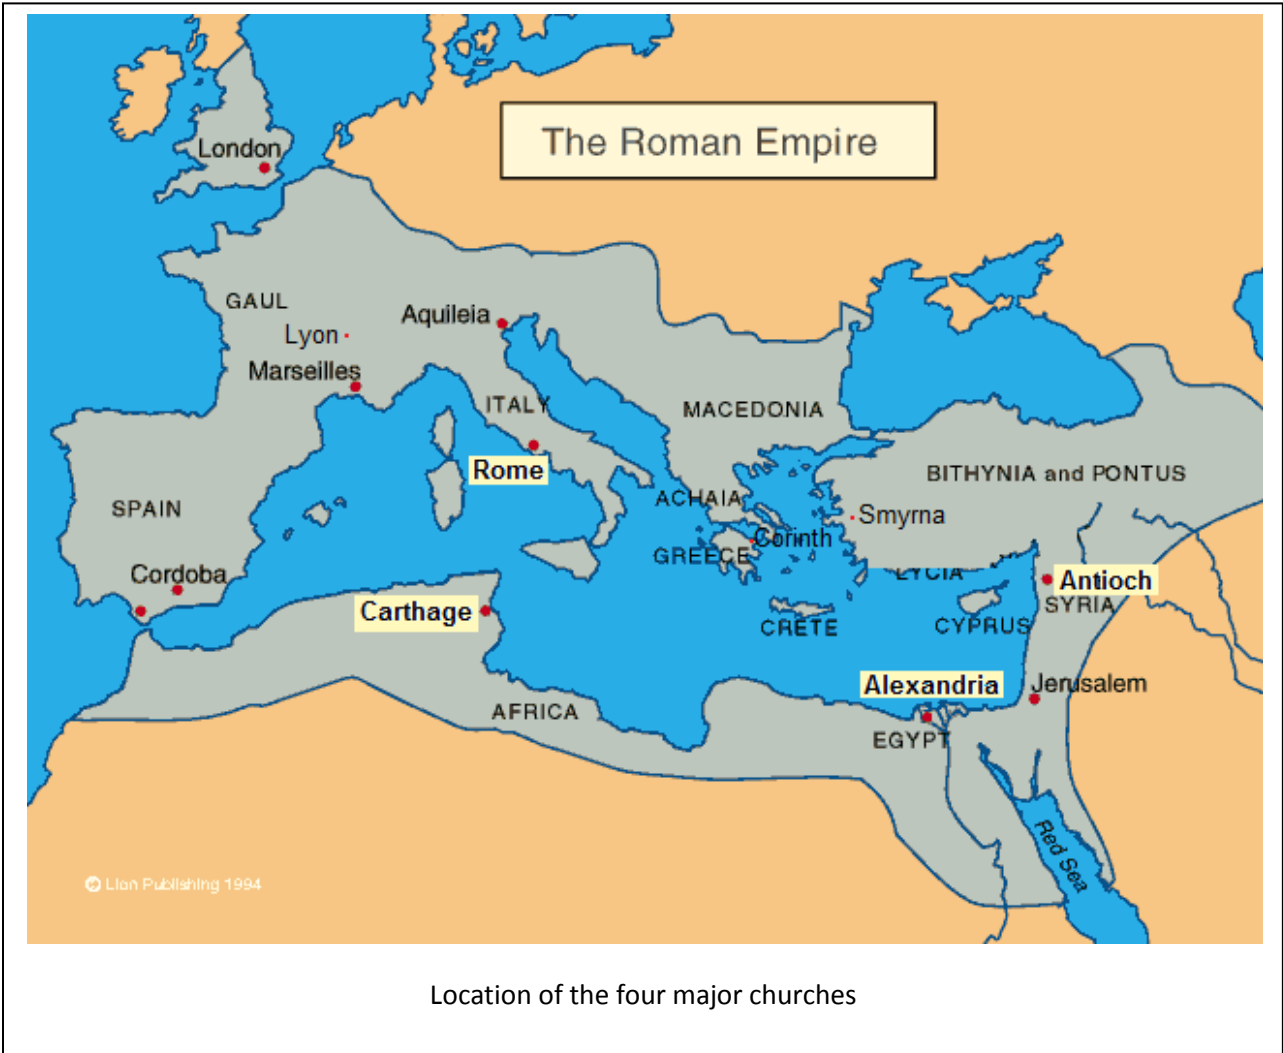 The Roman Empire
London
GAUL
Lyon
Aquileia
Marseilles
ITALY
MACEDONIA
Rome
BITHYNIA and PONTUS
SPAIN
ACHAIA
Smyrna
Corinth
GREECE
Cordoba
LYCIA
Antioch
Carthage
SYRIA
CRETE
CYPRUS
Alexandria
Jerusalem
AFRICA
EGYPT
Red Sea
© Lion Publishing 1994
Location of the four major churches